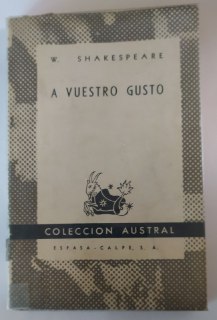 W. SHAKESPEARE
A VUESTRO GUSTO
COLECCION AUSTRAL
ESPASA-CALPE, S. A.